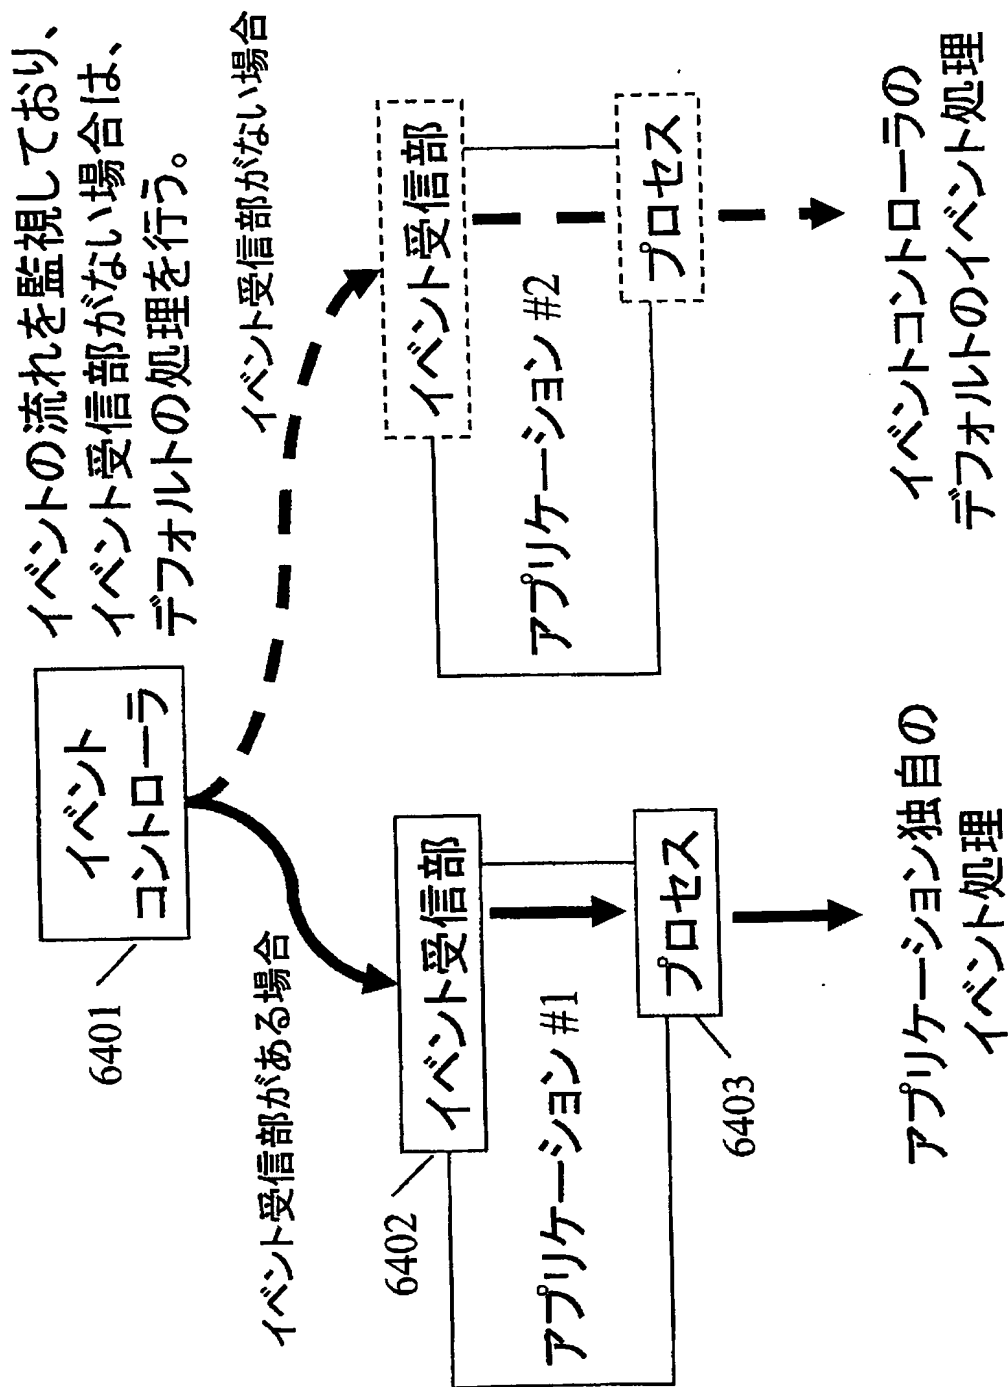 イベントの流れを監視しており、
イベント受信部がない場合は、
デフォルトの処理を行う。
イベント
コントローラ
6401
イベント受信部がある場合
イベント受信部がない場合
イベント受信部
6402
アプリケーション #1
プロセス
6403
イベント受信部
アプリケーション #2
プロセス
アプリケーション独自の
イベント処理
イベントコントローラの
デフォルトのイベント処理